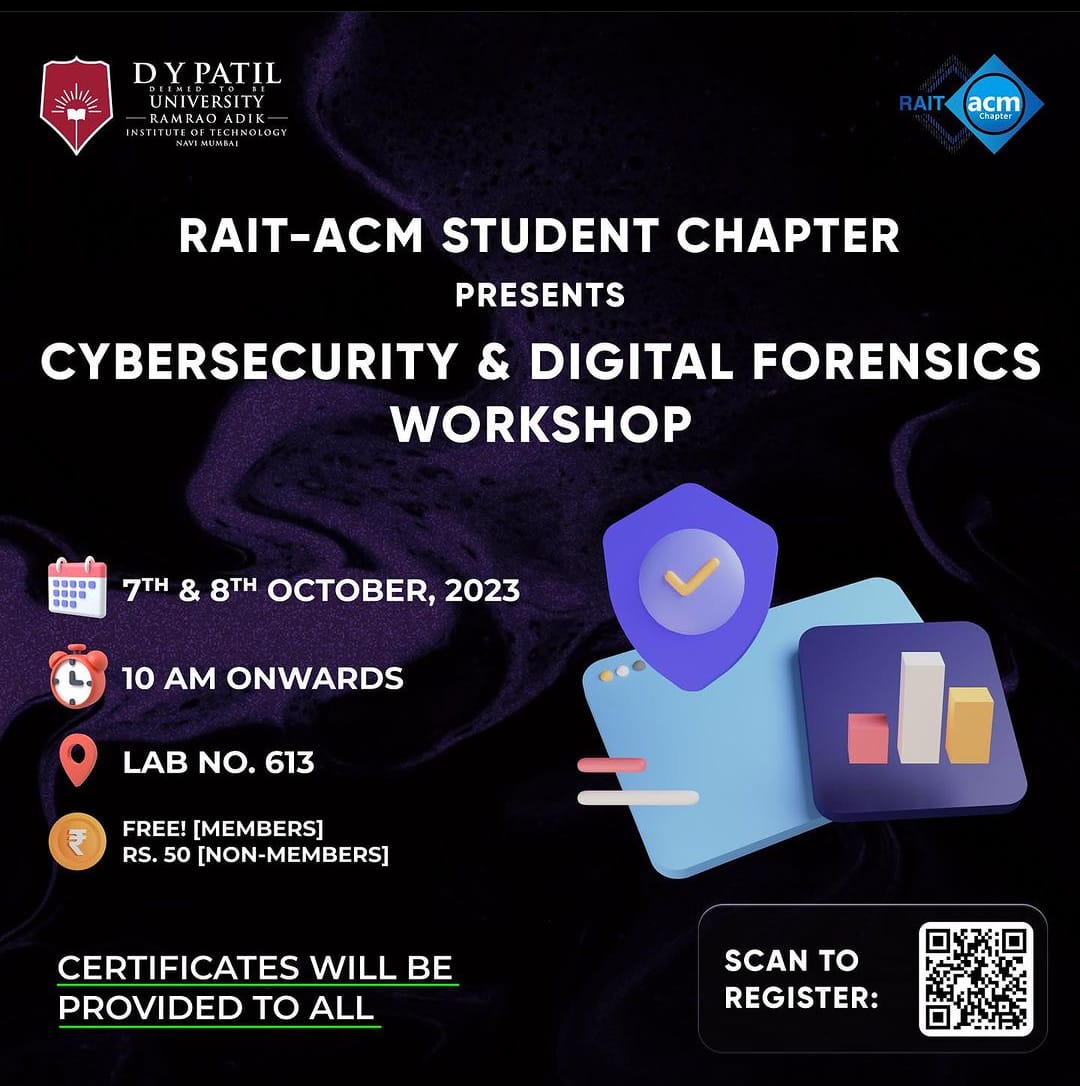 D Y PATIL
DEEMED TO BE
UNIVERSITY
RAMRAO ADIK
INSTITUTE OF TECHNOLOGY
NAVI MUMBAI
RAIT acm
Chapter
RAIT-ACM STUDENT CHAPTER
PRESENTS
CYBERSECURITY & DIGITAL FORENSICS
WORKSHOP
7TH & 8TH OCTOBER, 2023
10 AM ONWARDS
LAB NO. 613
₹
FREE! [MEMBERS]
RS. 50 [NON-MEMBERS]
CERTIFICATES WILL BE
PROVIDED TO ALL
SCAN TO
REGISTER: